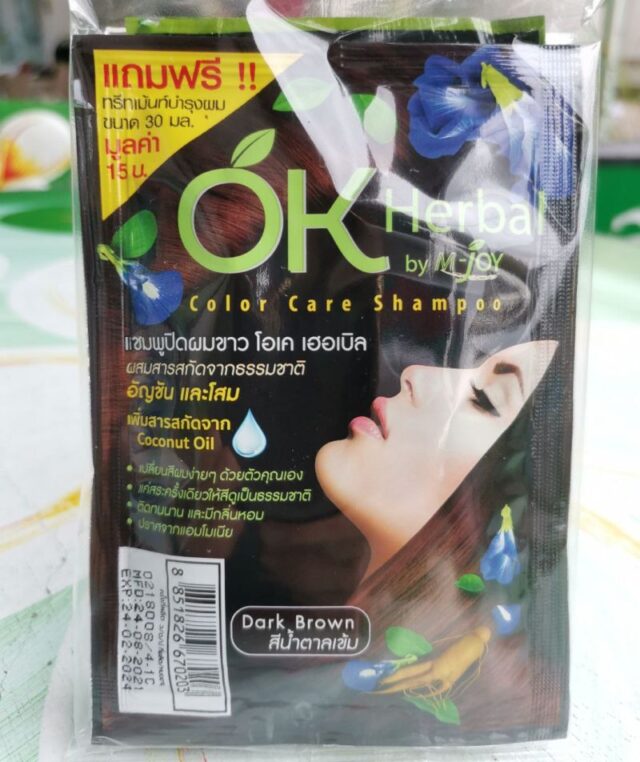 แถมฟรี !!
ทรีทเม้นท์บำรุงผม
ขนาด 30 มล.
มูลค่า
15 บ.
OK Herbal
by M-JOY
Color Care Shampoo
แชมพูปิดผมขาว โอเค เฮอเบิล
ผสมสารสกัดจากธรรมชาติ
อัญชัน และโสม
เพิ่มสารสกัดจาก
Coconut Oil
• เปลี่ยนสีผมง่ายๆ ด้วยตัวคุณเอง
• แค่สระครั้งเดียวให้สีดูเป็นธรรมชาติ
• ติดทนนาน และมีกลิ่นหอม
• ปราศจากแอมโมเนีย
Dark Brown
สีน้ำตาลเข้ม
8 851826 670203
0218008/4-1C
MFD:24-08-2021
EXP:24-02-2024